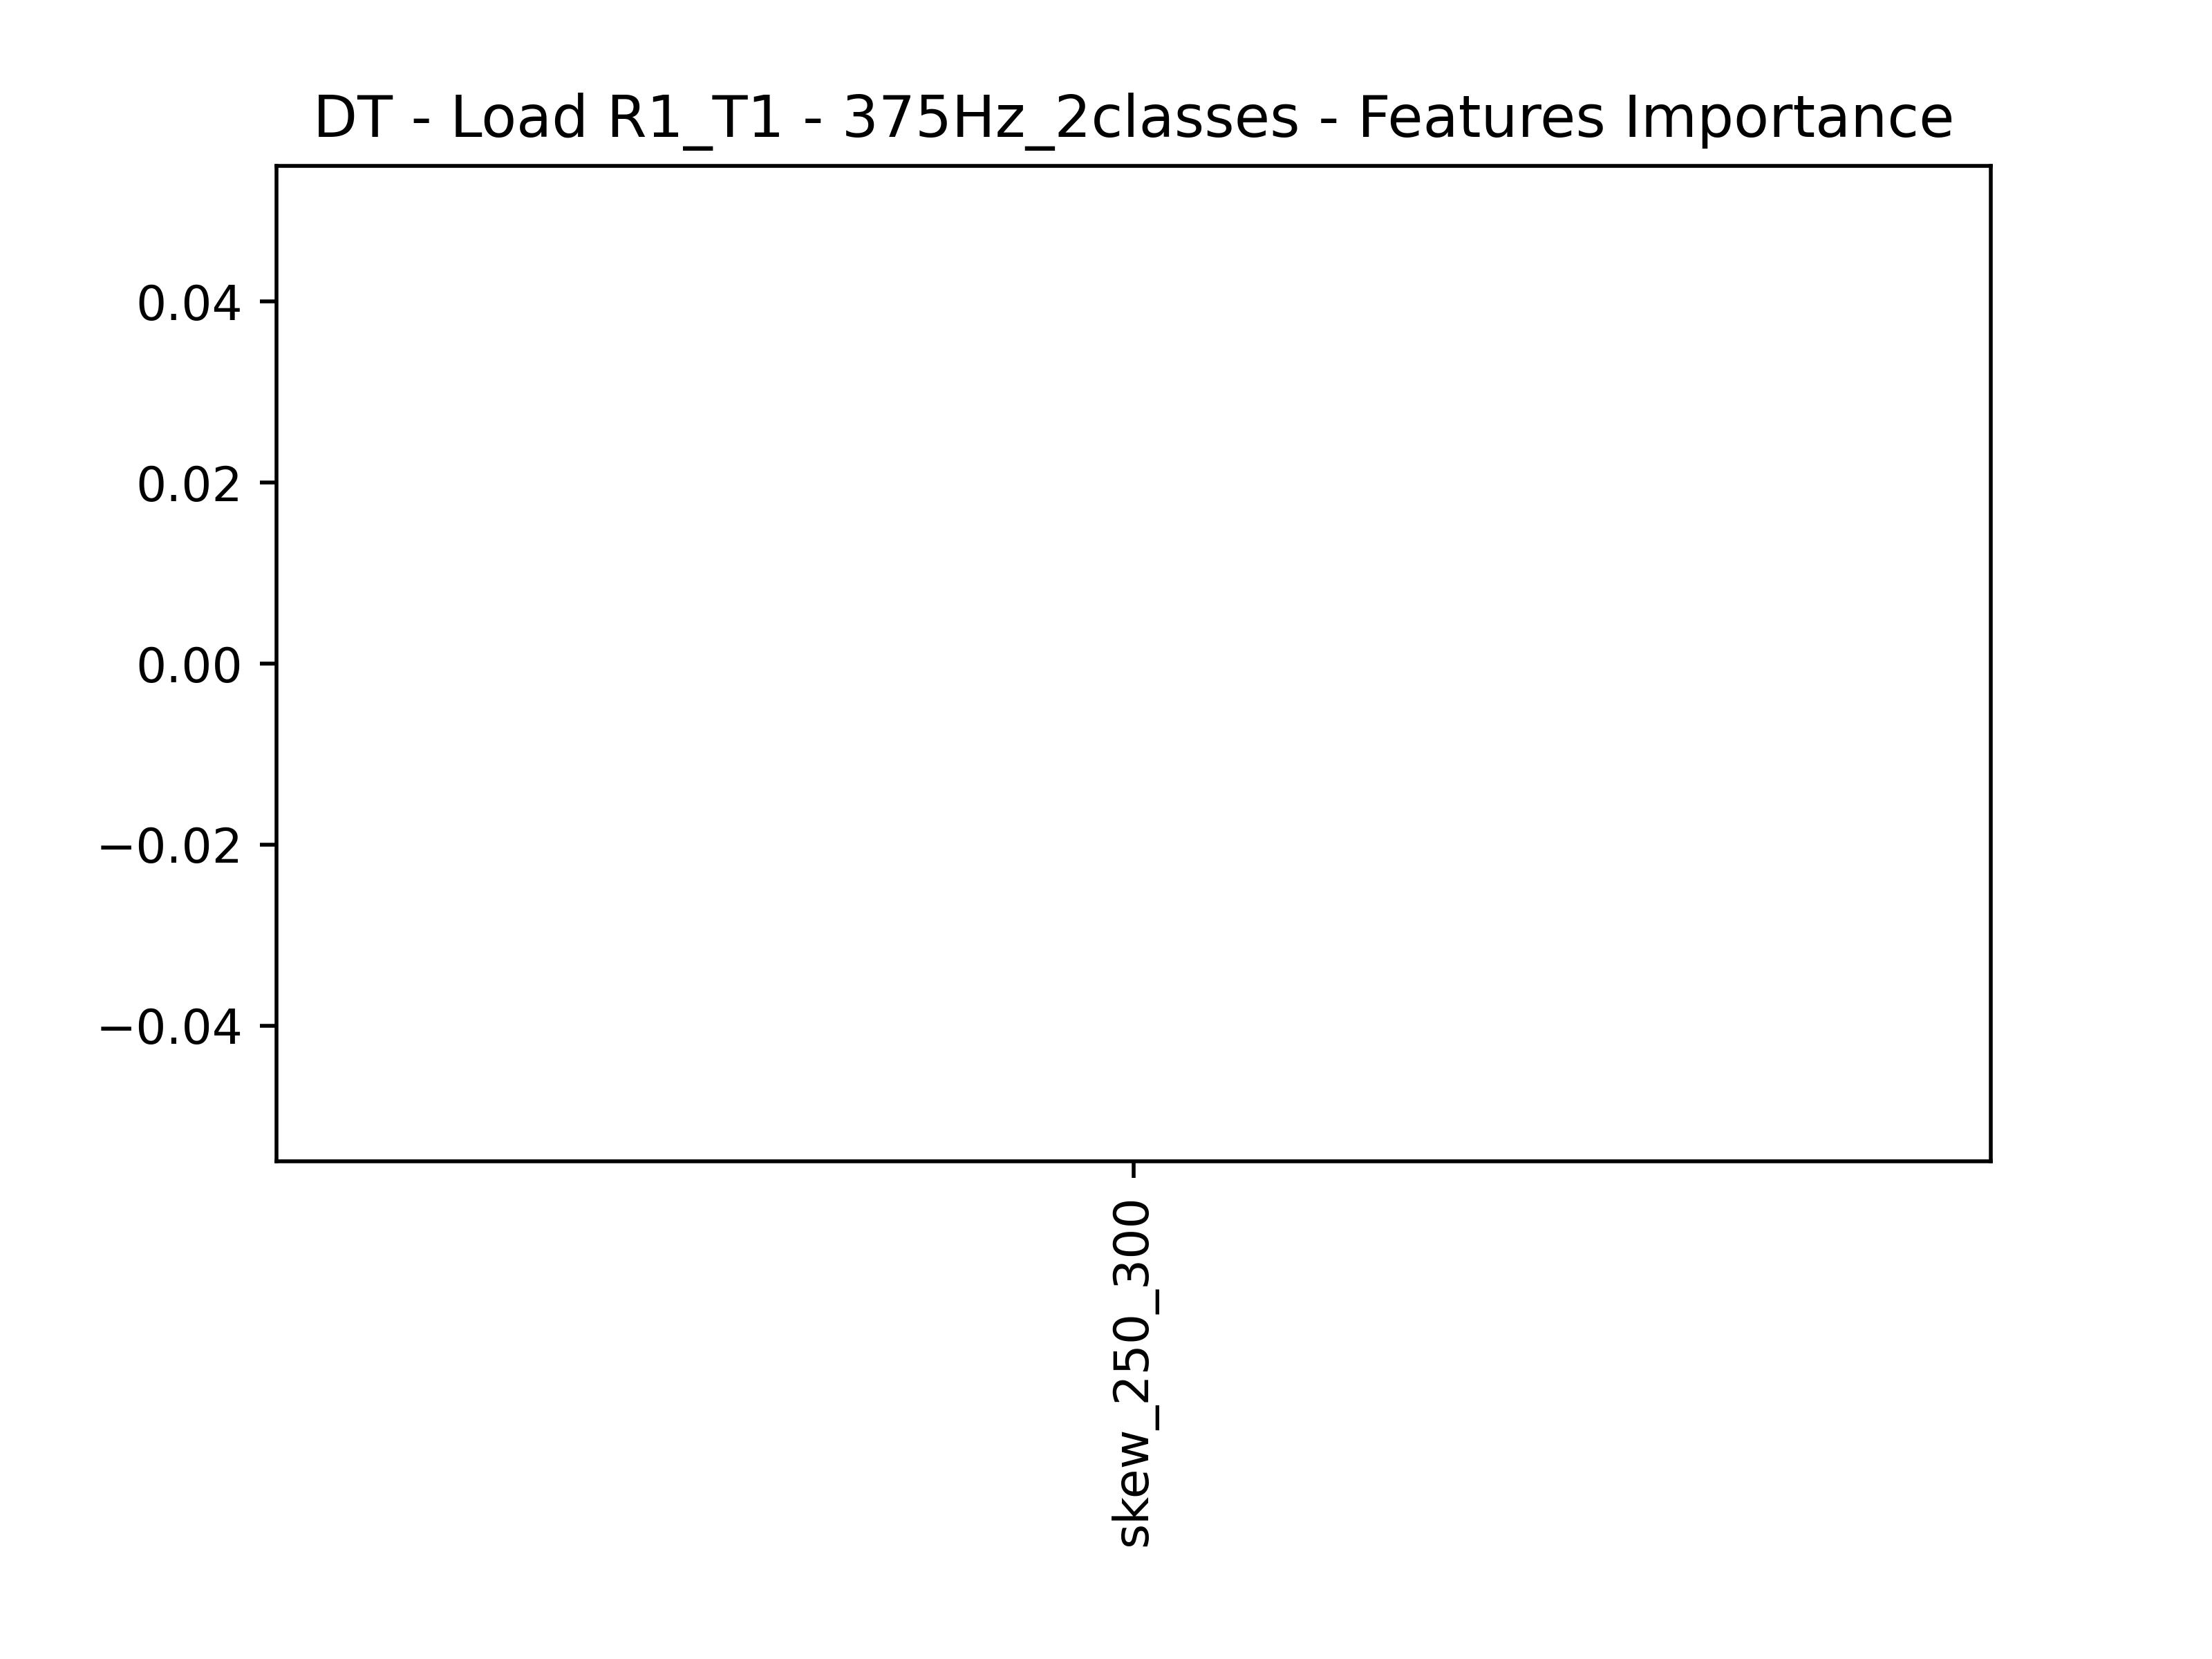 DT - Load R1_T1 - 375Hz_2classes - Features Importance
0.04
0.02
0.00
−0.02
−0.04
skew_250_300